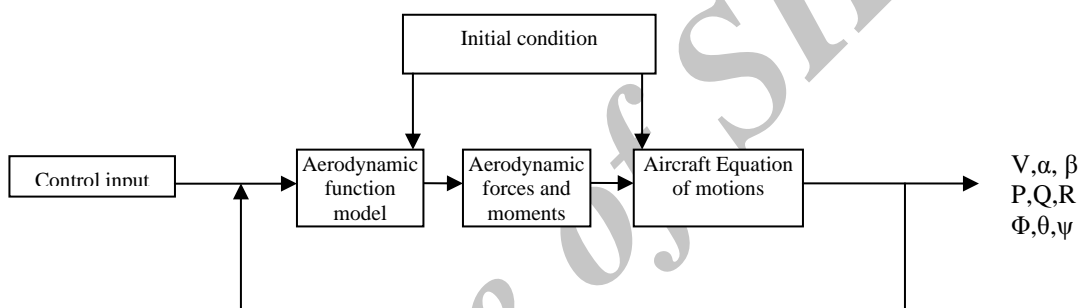 Initial condition
Control input
Aerodynamic
function
model
Aerodynamic
forces and
moments
Aircraft Equation
of motions
V,α, β
P,Q,R
Φ,θ,ψ